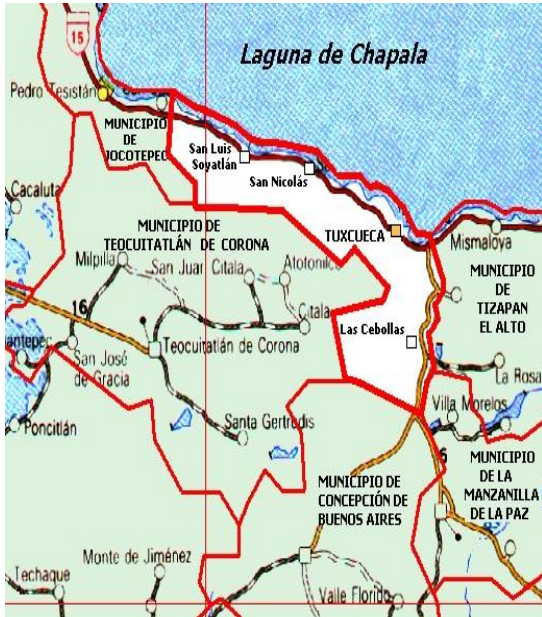 15
Laguna de Chapala
Pedro Tesistán
MUNICIPIO
DE
JOCOTEPEC
San Luis
Soyatlán
San Nicolás
Cacaluta
MUNICIPIO DE
TEOCUITATLÁN DE CORONA
TUXCUECA
Mismaloya
Milpilla
San Juan Citala
Atotonilco
MUNICIPIO
DE
TIZAPAN
EL ALTO
16
Citala
Las Cebollas
Teocuitatlán de Corona
San José
de Gracia
La Rosa
Villa Morelos
Poncitlán
Santa Gertrudis
MUNICIPIO
DE LA
MANZANILLA
DE LA PAZ
MUNICIPIO DE
CONCEPCIÓN DE
BUENOS AIRES
Monte de Jiménez
Techaque
Valle Florido